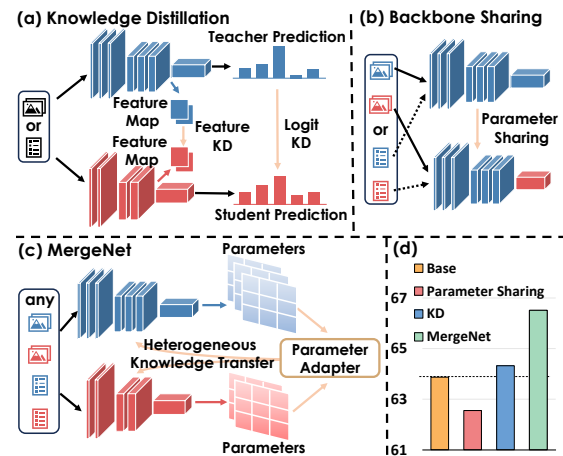 (a) Knowledge Distillation
Teacher Prediction
or
Feature
Map
Feature
KD
Logit
KD
Feature
Map
Student Prediction
(b) Backbone Sharing
or
Parameter
Sharing
(c) MergeNet
any
Parameters
Heterogeneous
Knowledge Transfer
Parameter
Adapter
Parameters
(d)
Base
Parameter Sharing
KD
MergeNet
67
65
63
61